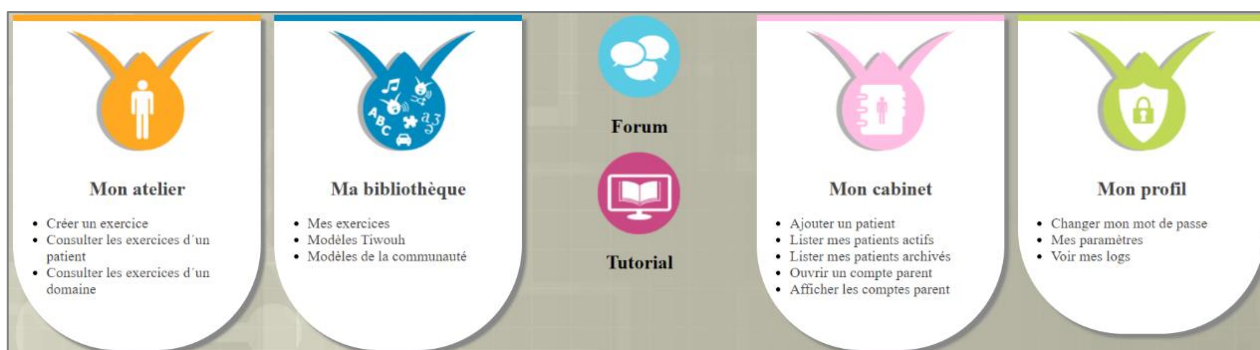 Mon atelier
Créer un exercice
Consulter les exercices d´un
patient
Consulter les exercices d´un
domaine
ABC
a3
3
Ma bibliothèque
Mes exercices
Modèles Tiwouh
Modèles de la communauté
Forum
Tutorial
Mon cabinet
Ajouter un patient
Lister mes patients actifs
Lister mes patients archivés
Ouvrir un compte parent
Afficher les comptes parent
Mon profil
Changer mon mot de passe
Mes paramètres
Voir mes logs